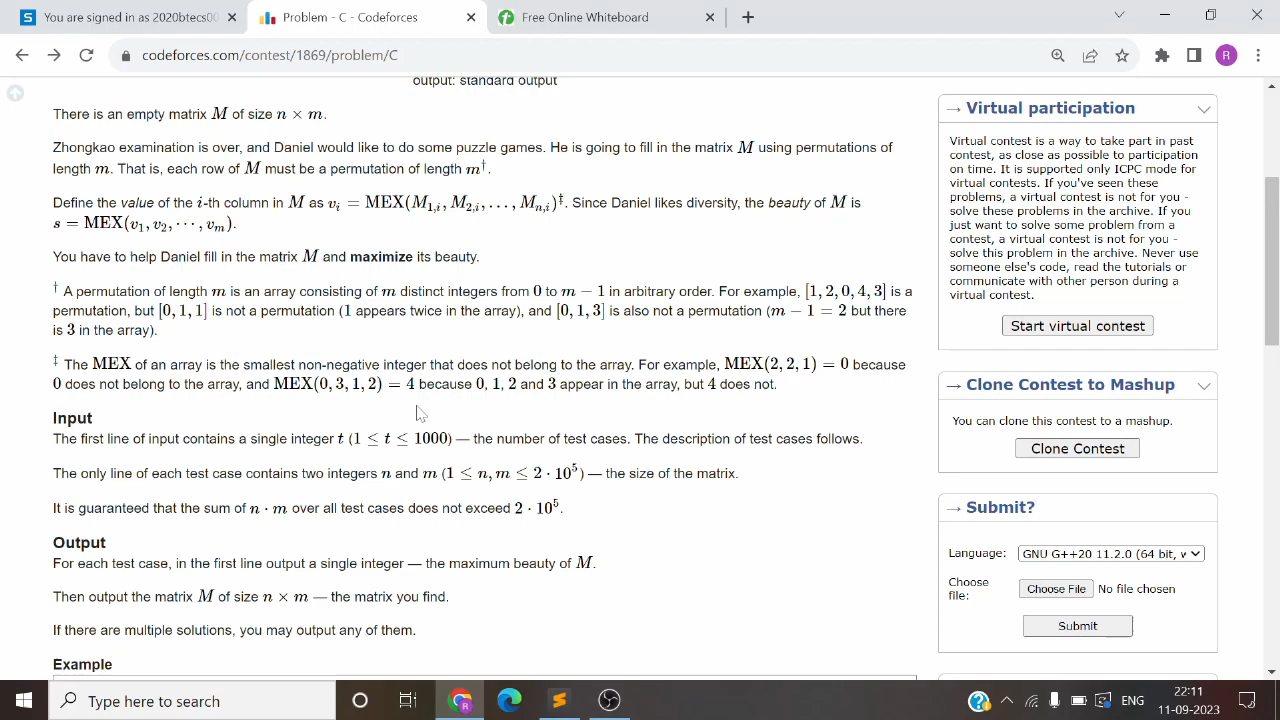 You are signed in as 2020btecs00
Problem - C - Codeforces
Free Online Whiteboard
codeforces.com/contest/1869/problem/C
R
output: standard output
There is an empty matrix M of size n × m.
Zhongkao examination is over, and Daniel would like to do some puzzle games. He is going to fill in the matrix M using permutations of
length m. That is, each row of M must be a permutation of length m†.
Define the value of the i-th column in M as v_i = MEX(M_{1,i}, M_{2,i}, …, M_{n,i})‡. Since Daniel likes diversity, the beauty of M is
s = MEX(v_1, v_2, ⋯, v_m).
You have to help Daniel fill in the matrix M and maximize its beauty.
† A permutation of length m is an array consisting of m distinct integers from 0 to m − 1 in arbitrary order. For example, [1, 2, 0, 4, 3] is a
permutation, but [0, 1, 1] is not a permutation (1 appears twice in the array), and [0, 1, 3] is also not a permutation (m − 1 = 2 but there
is 3 in the array).
‡ The MEX of an array is the smallest non-negative integer that does not belong to the array. For example, MEX(2, 2, 1) = 0 because
0 does not belong to the array, and MEX(0, 3, 1, 2) = 4 because 0, 1, 2 and 3 appear in the array, but 4 does not.
Input
The first line of input contains a single integer t (1 ≤ t ≤ 1000) — the number of test cases. The description of test cases follows.
The only line of each test case contains two integers n and m (1 ≤ n, m ≤ 2 · 10^5) — the size of the matrix.
It is guaranteed that the sum of n · m over all test cases does not exceed 2 · 10^5.
Output
For each test case, in the first line output a single integer — the maximum beauty of M.
Then output the matrix M of size n × m — the matrix you find.
If there are multiple solutions, you may output any of them.
Example
→ Virtual participation
Virtual contest is a way to take part in past
contest, as close as possible to participation
on time. It is supported only ICPC mode for
virtual contests. If you've seen these
problems, a virtual contest is not for you -
solve these problems in the archive. If you
just want to solve some problem from a
contest, a virtual contest is not for you -
solve this problem in the archive. Never use
someone else's code, read the tutorials or
communicate with other person during a
virtual contest.
Start virtual contest
→ Clone Contest to Mashup
You can clone this contest to a mashup.
Clone Contest
→ Submit?
Language:
GNU G++20 11.2.0 (64 bit, v
Choose
file:
Choose File No file chosen
Submit
Type here to search
ENG
22:11
11-09-2023